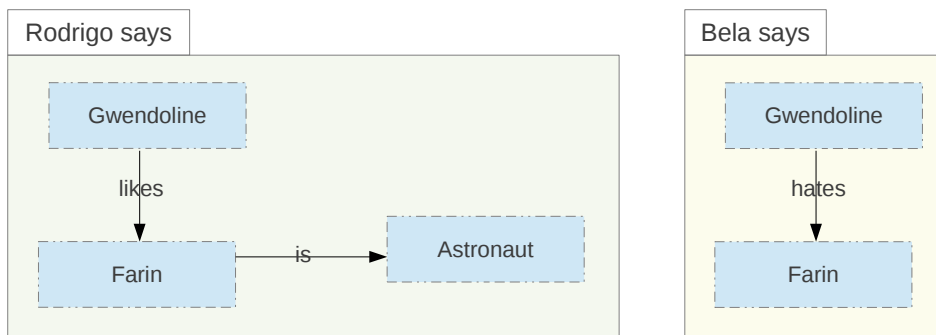 Rodrigo says
Gwendoline
likes
Farin
is
Astronaut
Bela says
Gwendoline
hates
Farin